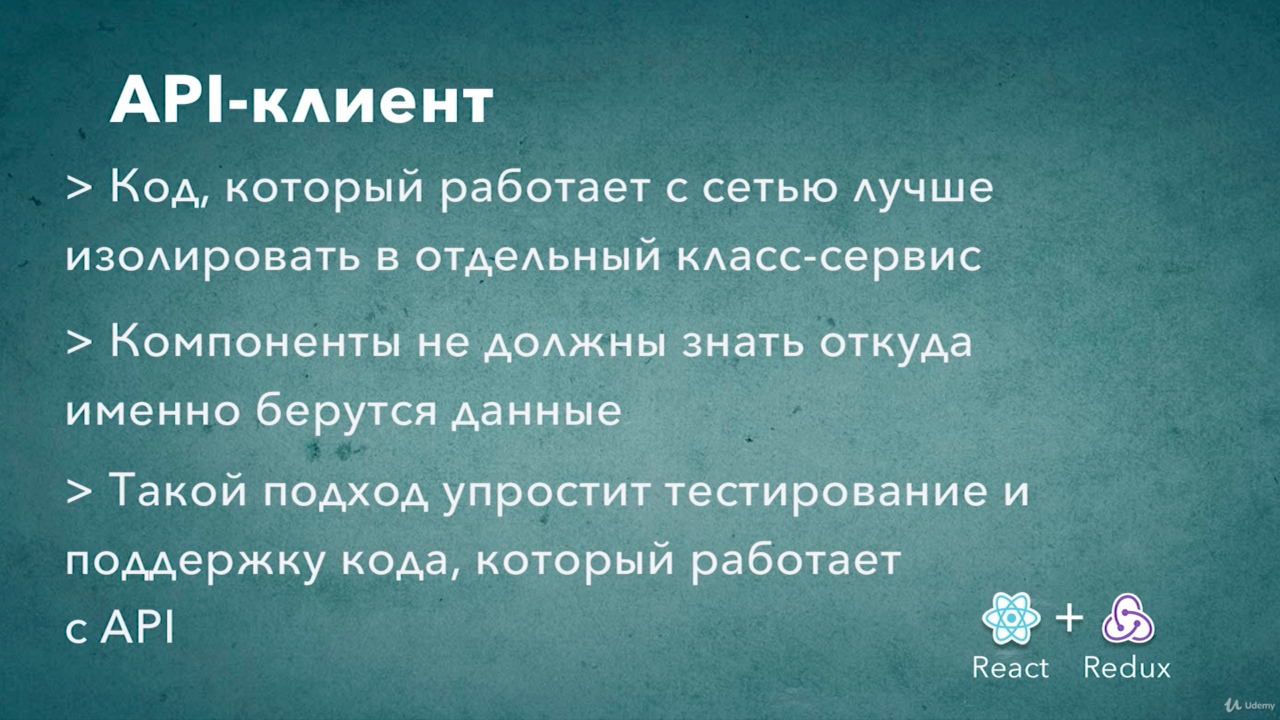 API-клиент
> Код, который работает с сетью лучше
изолировать в отдельный класс-сервис
> Компоненты не должны знать откуда
именно берутся данные
> Такой подход упростит тестирование и
поддержку кода, который работает
с API
+
React Redux
Udemy